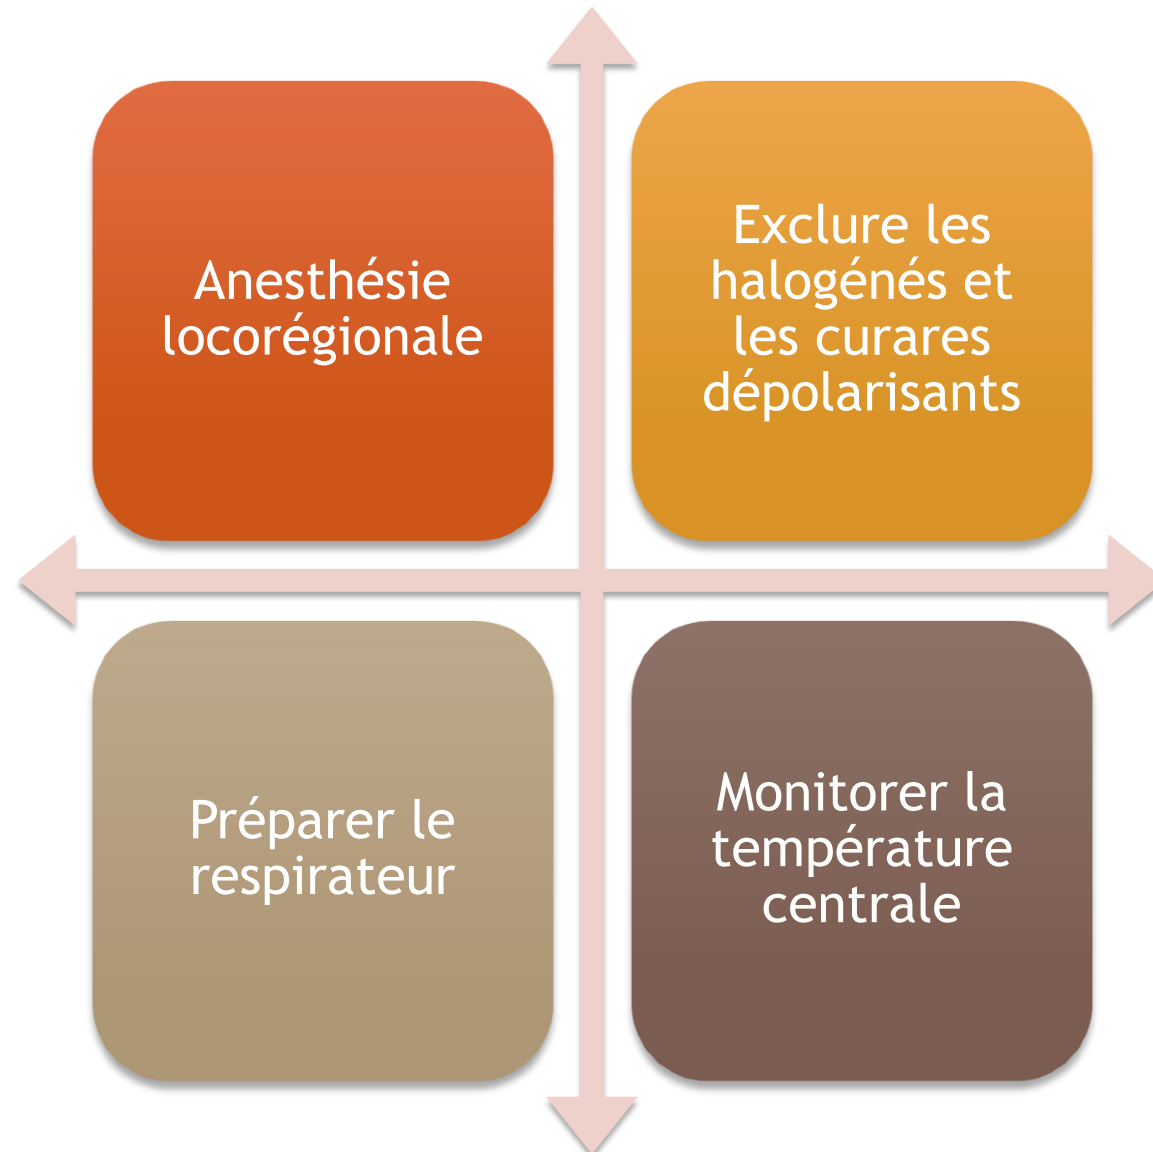 Anesthésie
locorégionale
Exclure les
halogénés et
les curares
dépolarisants
Préparer le
respirateur
Monitorer la
température
centrale